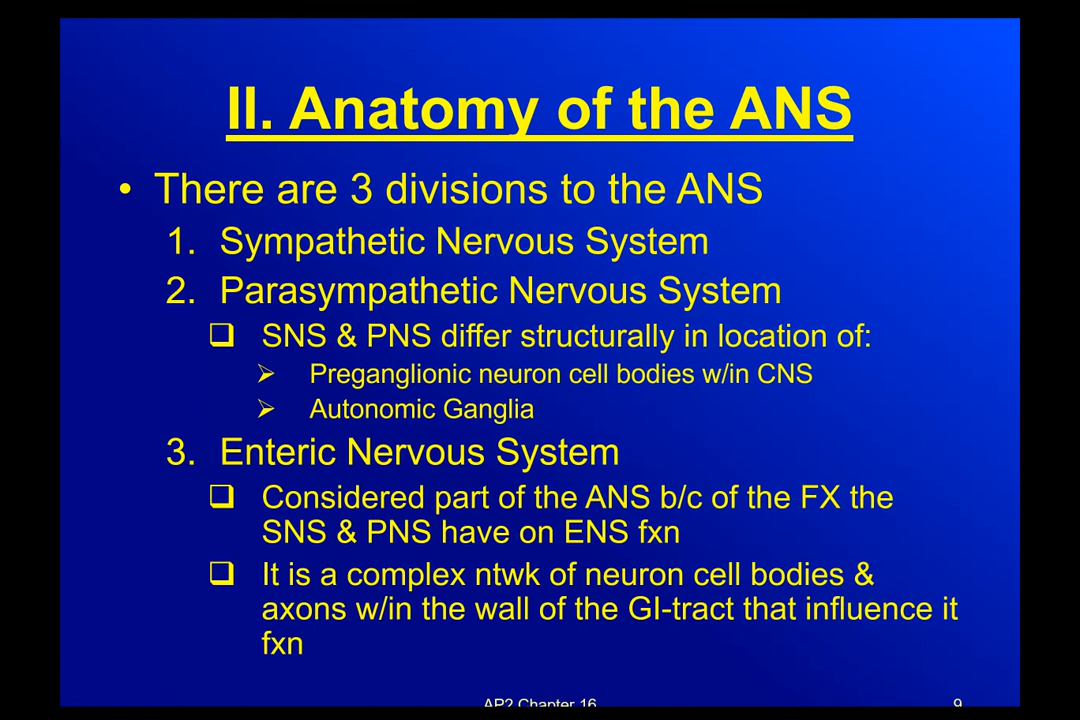 II. Anatomy of the ANS
• There are 3 divisions to the ANS
1. Sympathetic Nervous System
2. Parasympathetic Nervous System
❑ SNS & PNS differ structurally in location of:
➢ Preganglionic neuron cell bodies w/in CNS
➢ Autonomic Ganglia
3. Enteric Nervous System
❑ Considered part of the ANS b/c of the FX the
SNS & PNS have on ENS fxn
❑ It is a complex ntwk of neuron cell bodies &
axons w/in the wall of the GI-tract that influence it
fxn
AP2 Chapter 16
9